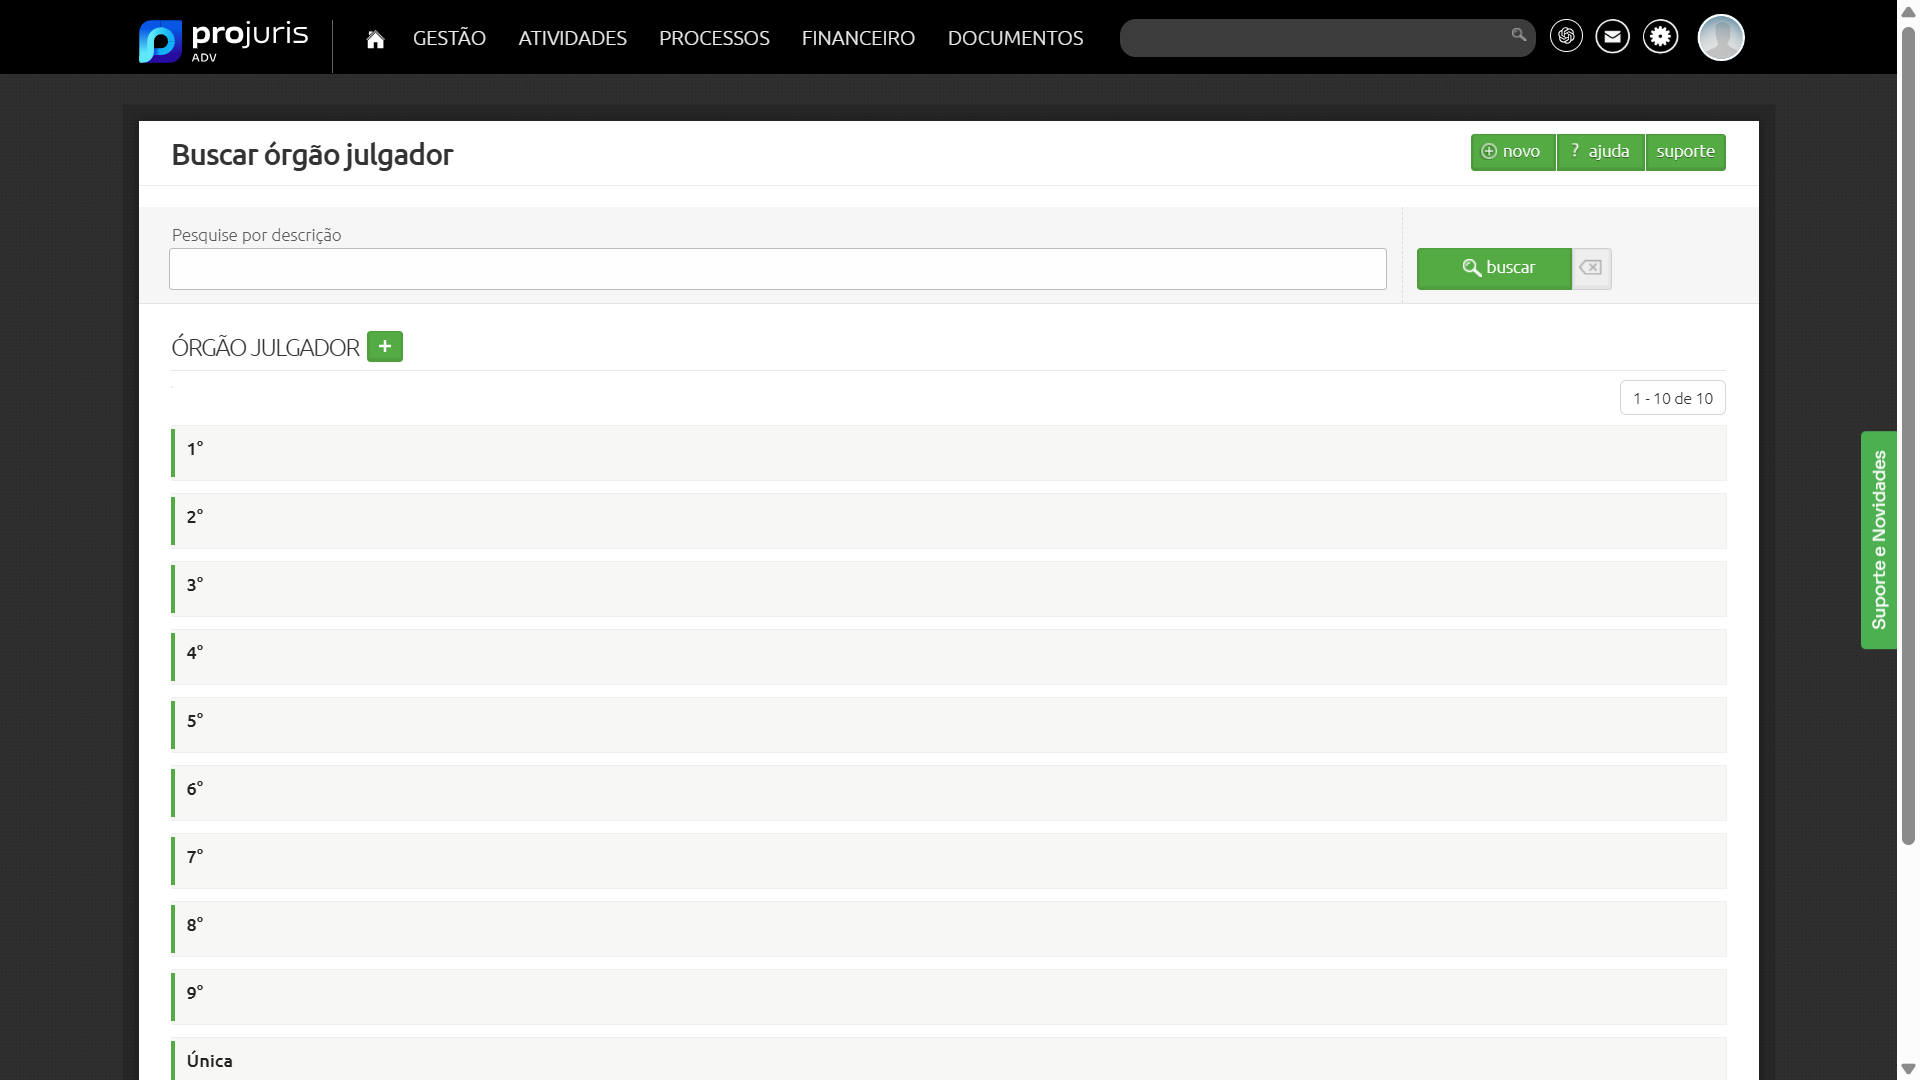 projuris
ADV
GESTÃO
ATIVIDADES
PROCESSOS
FINANCEIRO
DOCUMENTOS
Buscar órgão julgador
novo
? ajuda
suporte
Pesquise por descrição
buscar
ÓRGÃO JULGADOR +
1 - 10 de 10
1°
2°
3°
4°
5°
6°
7°
8°
9°
Única
Suporte e Novidades